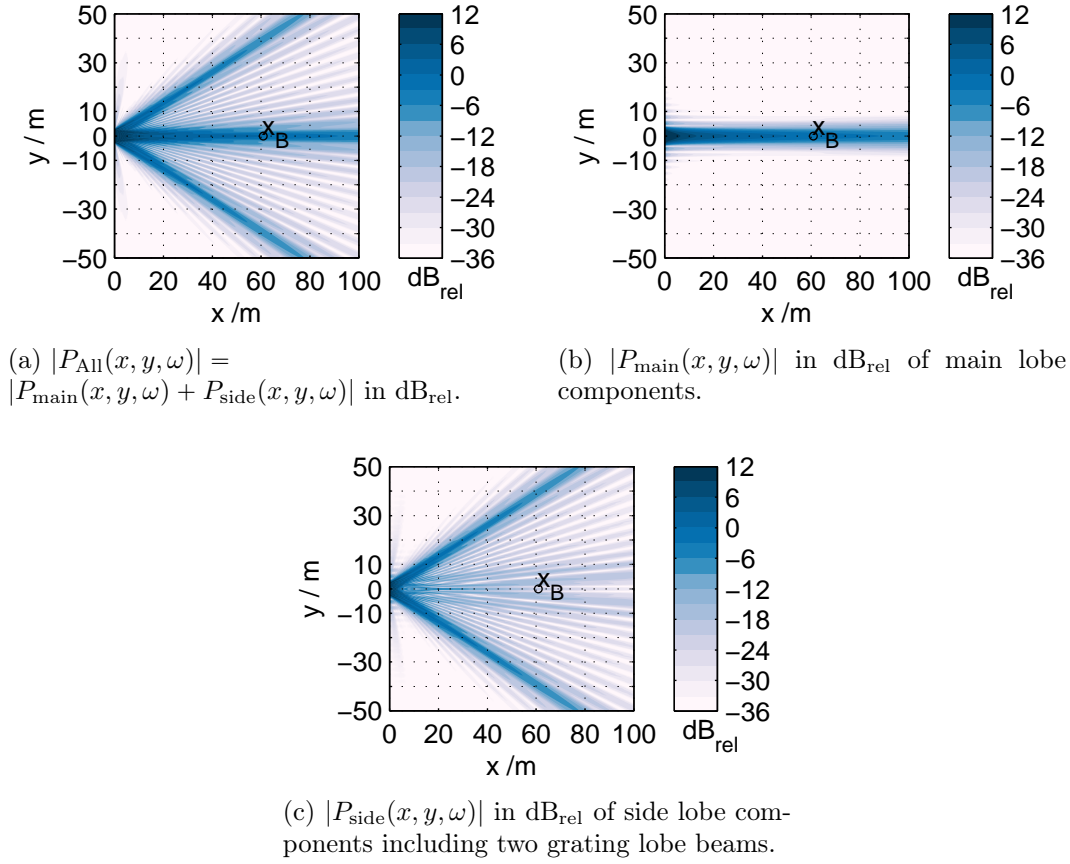 50
30
10
0
−10
−30
−50
y / m
0 20 40 60 80 100
x /m
x_B
12
6
0
−6
−12
−18
−24
−30
−36
dB_rel
50
30
10
0
−10
−30
−50
y / m
0 20 40 60 80 100
x /m
x_B
12
6
0
−6
−12
−18
−24
−30
−36
dB_rel
(a) |P_All(x, y, ω)| =
|P_main(x, y, ω) + P_side(x, y, ω)| in dB_rel.
(b) |P_main(x, y, ω)| in dB_rel of main lobe
components.
50
30
10
0
−10
−30
−50
y / m
0 20 40 60 80 100
x /m
x_B
12
6
0
−6
−12
−18
−24
−30
−36
dB_rel
(c) |P_side(x, y, ω)| in dB_rel of side lobe com-
ponents including two grating lobe beams.